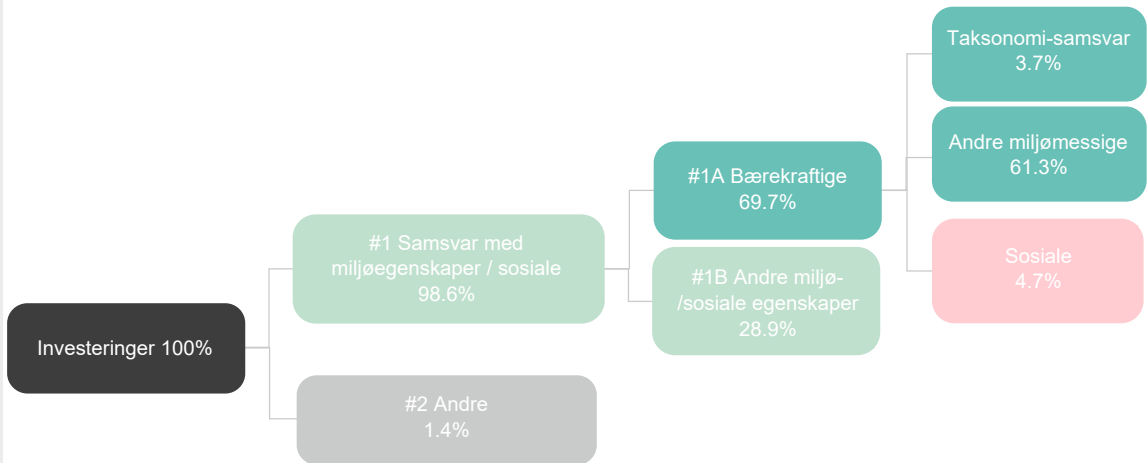 Investeringer 100%
#1 Samsvar med
miljøegenskaper / sosiale
98.6%
#2 Andre
1.4%
#1A Bærekraftige
69.7%
#1B Andre miljø-
/sosiale egenskaper
28.9%
Taksonomi-samsvar
3.7%
Andre miljømessige
61.3%
Sosiale
4.7%